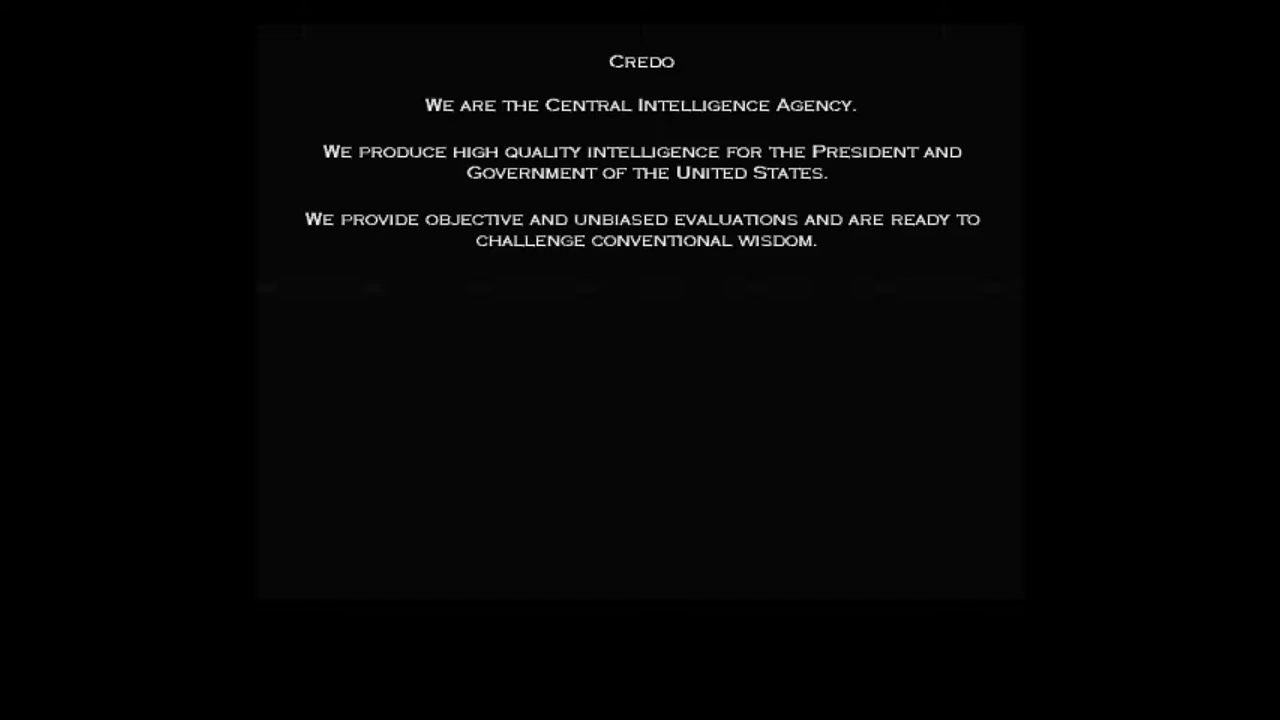 Credo
We are the Central Intelligence Agency.
We produce high quality intelligence for the President and
Government of the United States.
We provide objective and unbiased evaluations and are ready to
challenge conventional wisdom.